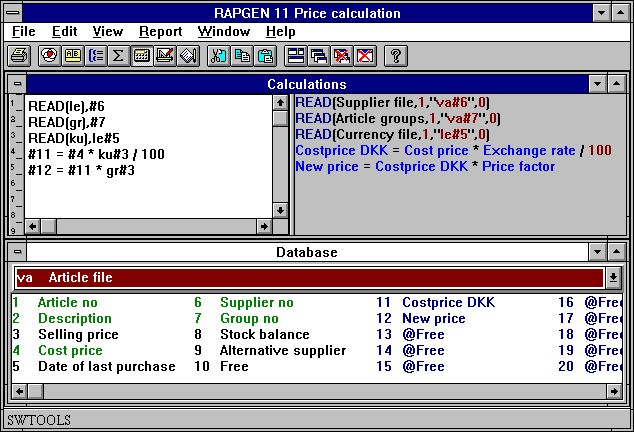 RAPGEN 11 Price calculation
File Edit View Report Window Help
Calculations
1 READ(le),#6
2 READ(gr),#7
3 READ(ku),le#5
4 #11 = #4 * ku#3 / 100
5 #12 = #11 * gr#3
6
7
8
9
READ(Supplier file,1,"va#6",0)
READ(Article groups,1,"va#7",0)
READ(Currency file,1,"le#5",0)
Costprice DKK = Cost price * Exchange rate / 100
New price = Costprice DKK * Price factor
Database
va Article file
1 Article no 6 Supplier no 11 Costprice DKK 16 @Free
2 Description 7 Group no 12 New price 17 @Free
3 Selling price 8 Stock balance 13 @Free 18 @Free
4 Cost price 9 Alternative supplier 14 @Free 19 @Free
5 Date of last purchase 10 Free 15 @Free 20 @Free
SWTOOLS